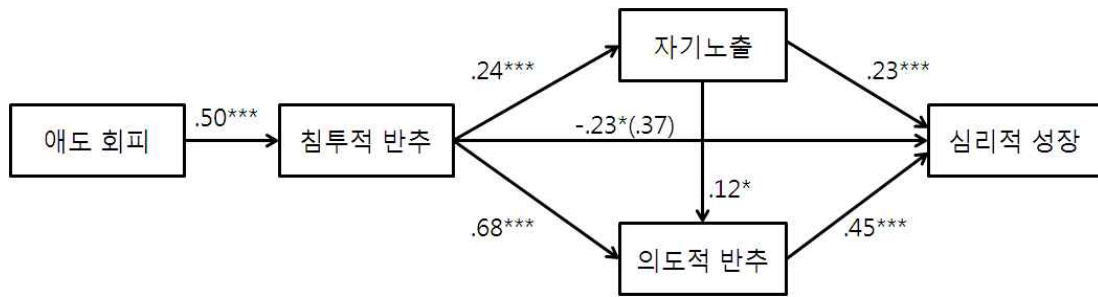 자기노출
.24***
.23***
.50***
-.23*(.37)
애도 회피
침투적 반추
심리적 성장
.12*
.68***
.45***
의도적 반추